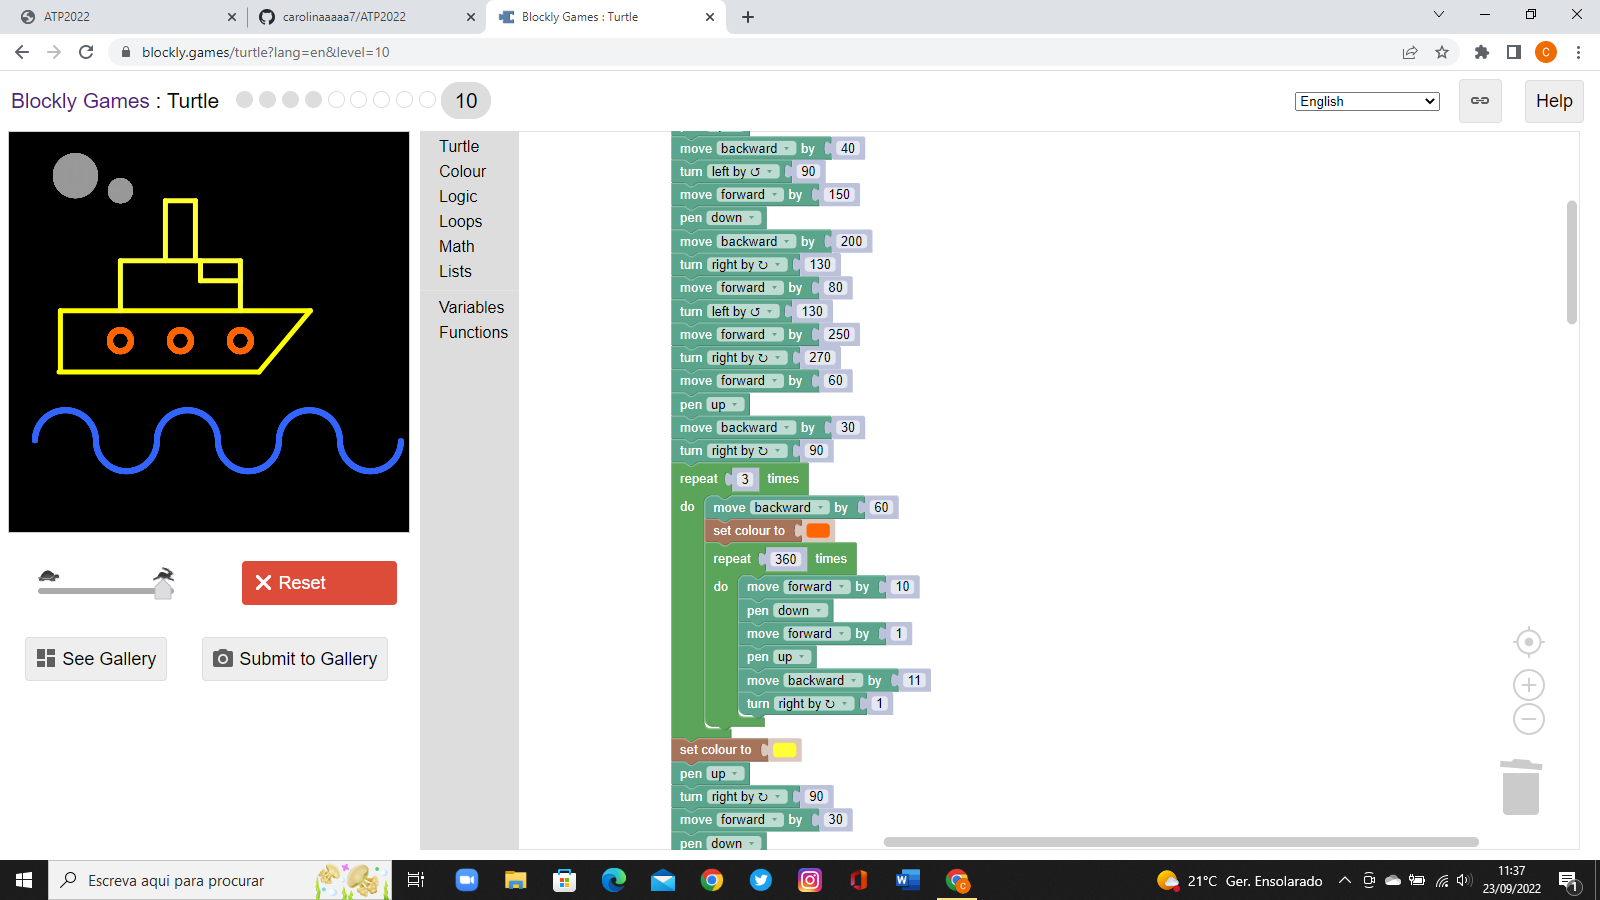 ATP2022
carolinaaaaa7/ATP2022
Blockly Games : Turtle
blockly.games/turtle?lang=en&level=10
C
Blockly Games : Turtle
10
English
Help
Turtle
Colour
Logic
Loops
Math
Lists
Variables
Functions
move backward by 40
turn left by ↺ 90
move forward by 150
pen down
move backward by 200
turn right by ↻ 130
move forward by 80
turn left by ↺ 130
move forward by 250
turn right by ↻ 270
move forward by 60
pen up
move backward by 30
turn right by ↻ 90
repeat 3 times
do move backward by 60
set colour to
repeat 360 times
do move forward by 10
pen down
move forward by 1
pen up
move backward by 11
turn right by ↻ 1
set colour to
pen up
turn right by ↻ 90
move forward by 30
pen down
Reset
See Gallery
Submit to Gallery
Escreva aqui para procurar
21°C Ger. Ensolarado
11:37
23/09/2022
1